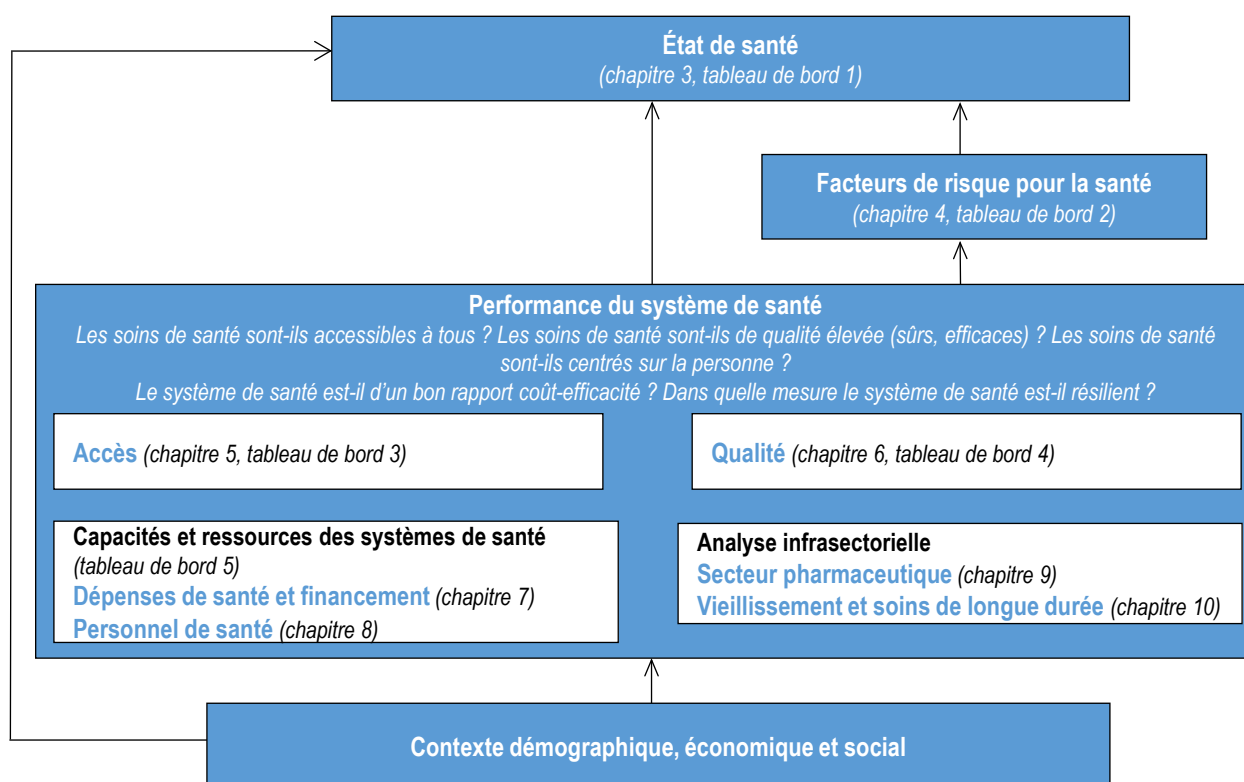 État de santé
(chapitre 3, tableau de bord 1)
Facteurs de risque pour la santé
(chapitre 4, tableau de bord 2)
Performance du système de santé
Les soins de santé sont-ils accessibles à tous ? Les soins de santé sont-ils de qualité élevée (sûrs, efficaces) ? Les soins de santé
sont-ils centrés sur la personne ?
Le système de santé est-il d'un bon rapport coût-efficacité ? Dans quelle mesure le système de santé est-il résilient ?
Accès (chapitre 5, tableau de bord 3)
Qualité (chapitre 6, tableau de bord 4)
Capacités et ressources des systèmes de santé
(tableau de bord 5)
Dépenses de santé et financement (chapitre 7)
Personnel de santé (chapitre 8)
Analyse infrasectorielle
Secteur pharmaceutique (chapitre 9)
Vieillissement et soins de longue durée (chapitre 10)
Contexte démographique, économique et social